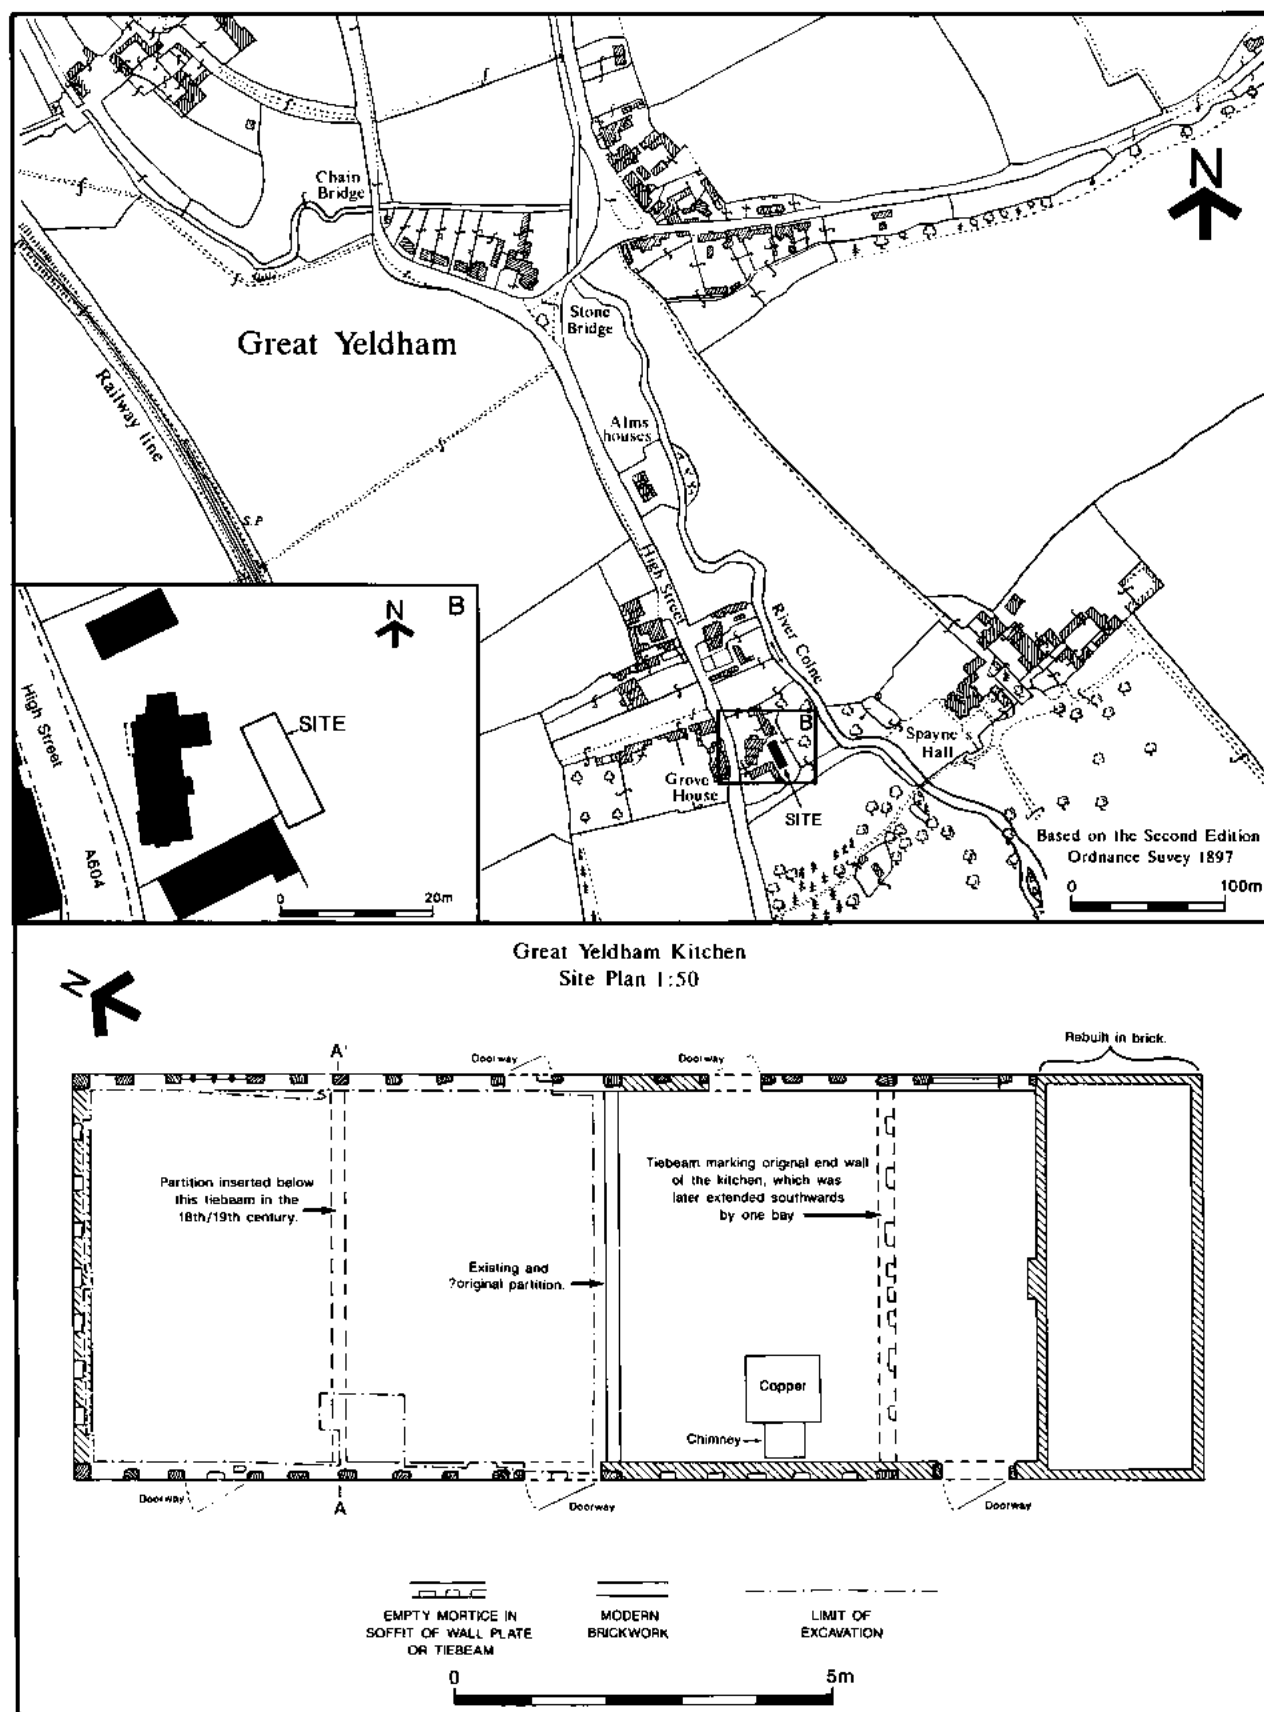 Chain
Bridge
N
Stone
Bridge
Great Yeldham
Railway line
Alms
houses
S.P
High Street
River Colne
B
N
High Street
SITE
A604
0 20m
B
Spayne's
Hall
Grove
House
SITE
Based on the Second Edition
Ordnance Suvey 1897
0 100m
Great Yeldham Kitchen
Site Plan 1:50
N
A'
Doorway
Doorway
Rebuilt in brick.
Partition inserted below
this tiebeam in the
18th/19th century.
Tiebeam marking original end wall
of the kitchen, which was
later extended southwards
by one bay
Existing and
?original partition.
Copper
Chimney
Doorway
A
Doorway
Doorway
EMPTY MORTICE IN
SOFFIT OF WALL PLATE
OR TIEBEAM
MODERN
BRICKWORK
LIMIT OF
EXCAVATION
0 5m